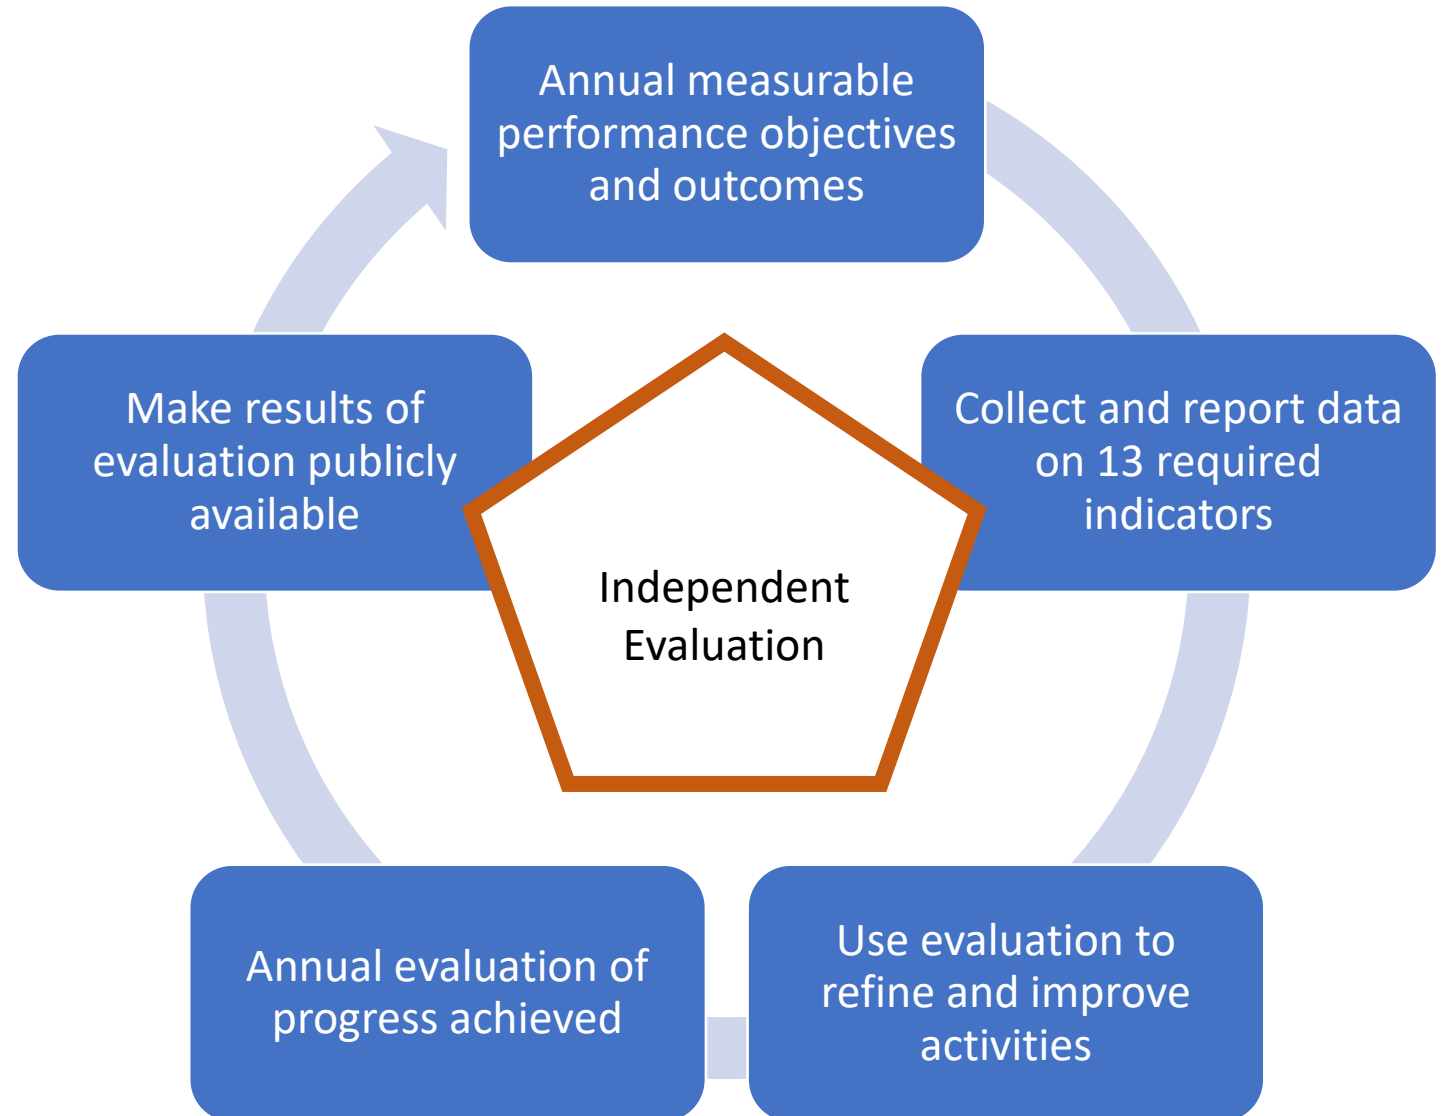 Annual measurable
performance objectives
and outcomes
Collect and report data
on 13 required
indicators
Use evaluation to
refine and improve
activities
Annual evaluation of
progress achieved
Make results of
evaluation publicly
available
Independent
Evaluation